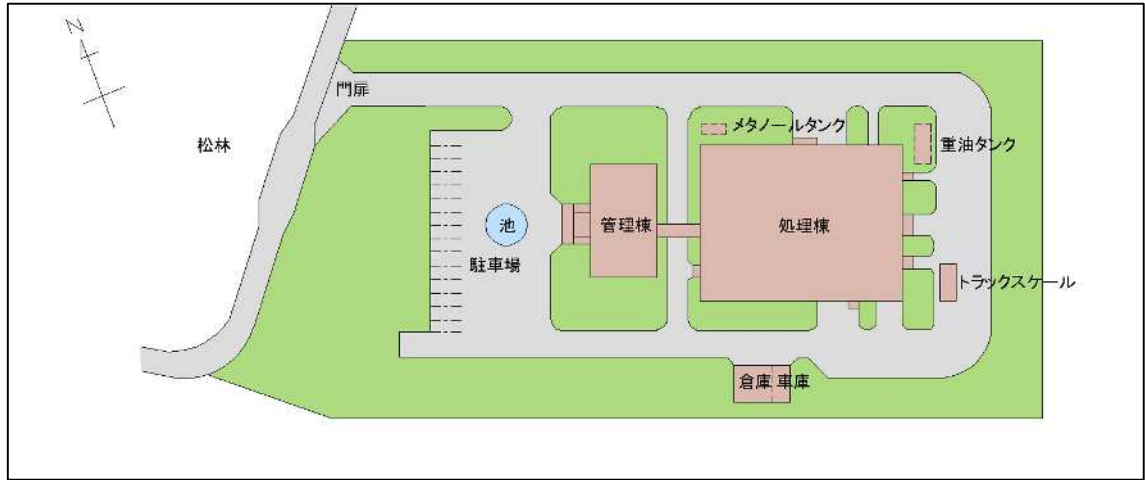 N
門扉
松林
メタノールタンク
重油タンク
池
管理棟
処理棟
駐車場
トラックスケール
倉庫
車庫